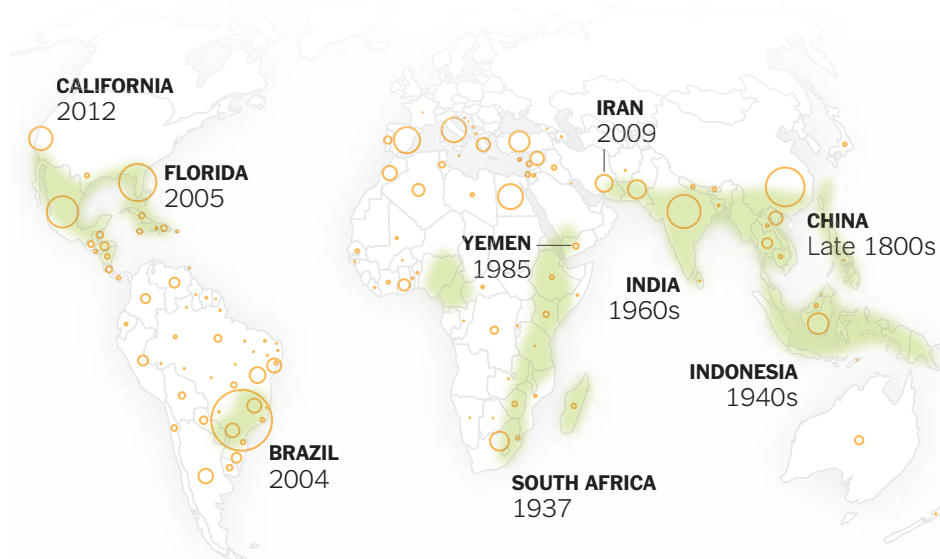 CALIFORNIA
2012
FLORIDA
2005
IRAN
2009
YEMEN
1985
INDIA
1960s
CHINA
Late 1800s
INDONESIA
1940s
BRAZIL
2004
SOUTH AFRICA
1937